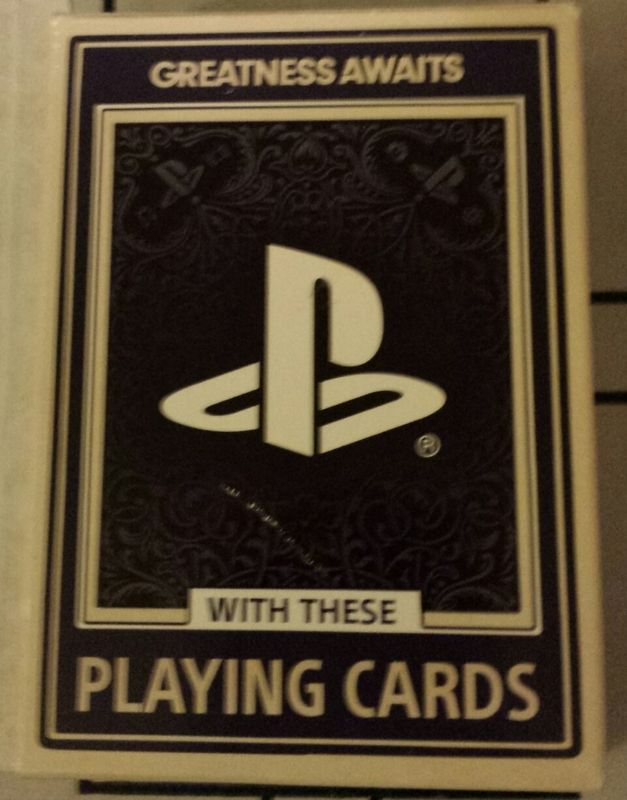 GREATNESS AWAITS
®
WITH THESE
PLAYING CARDS